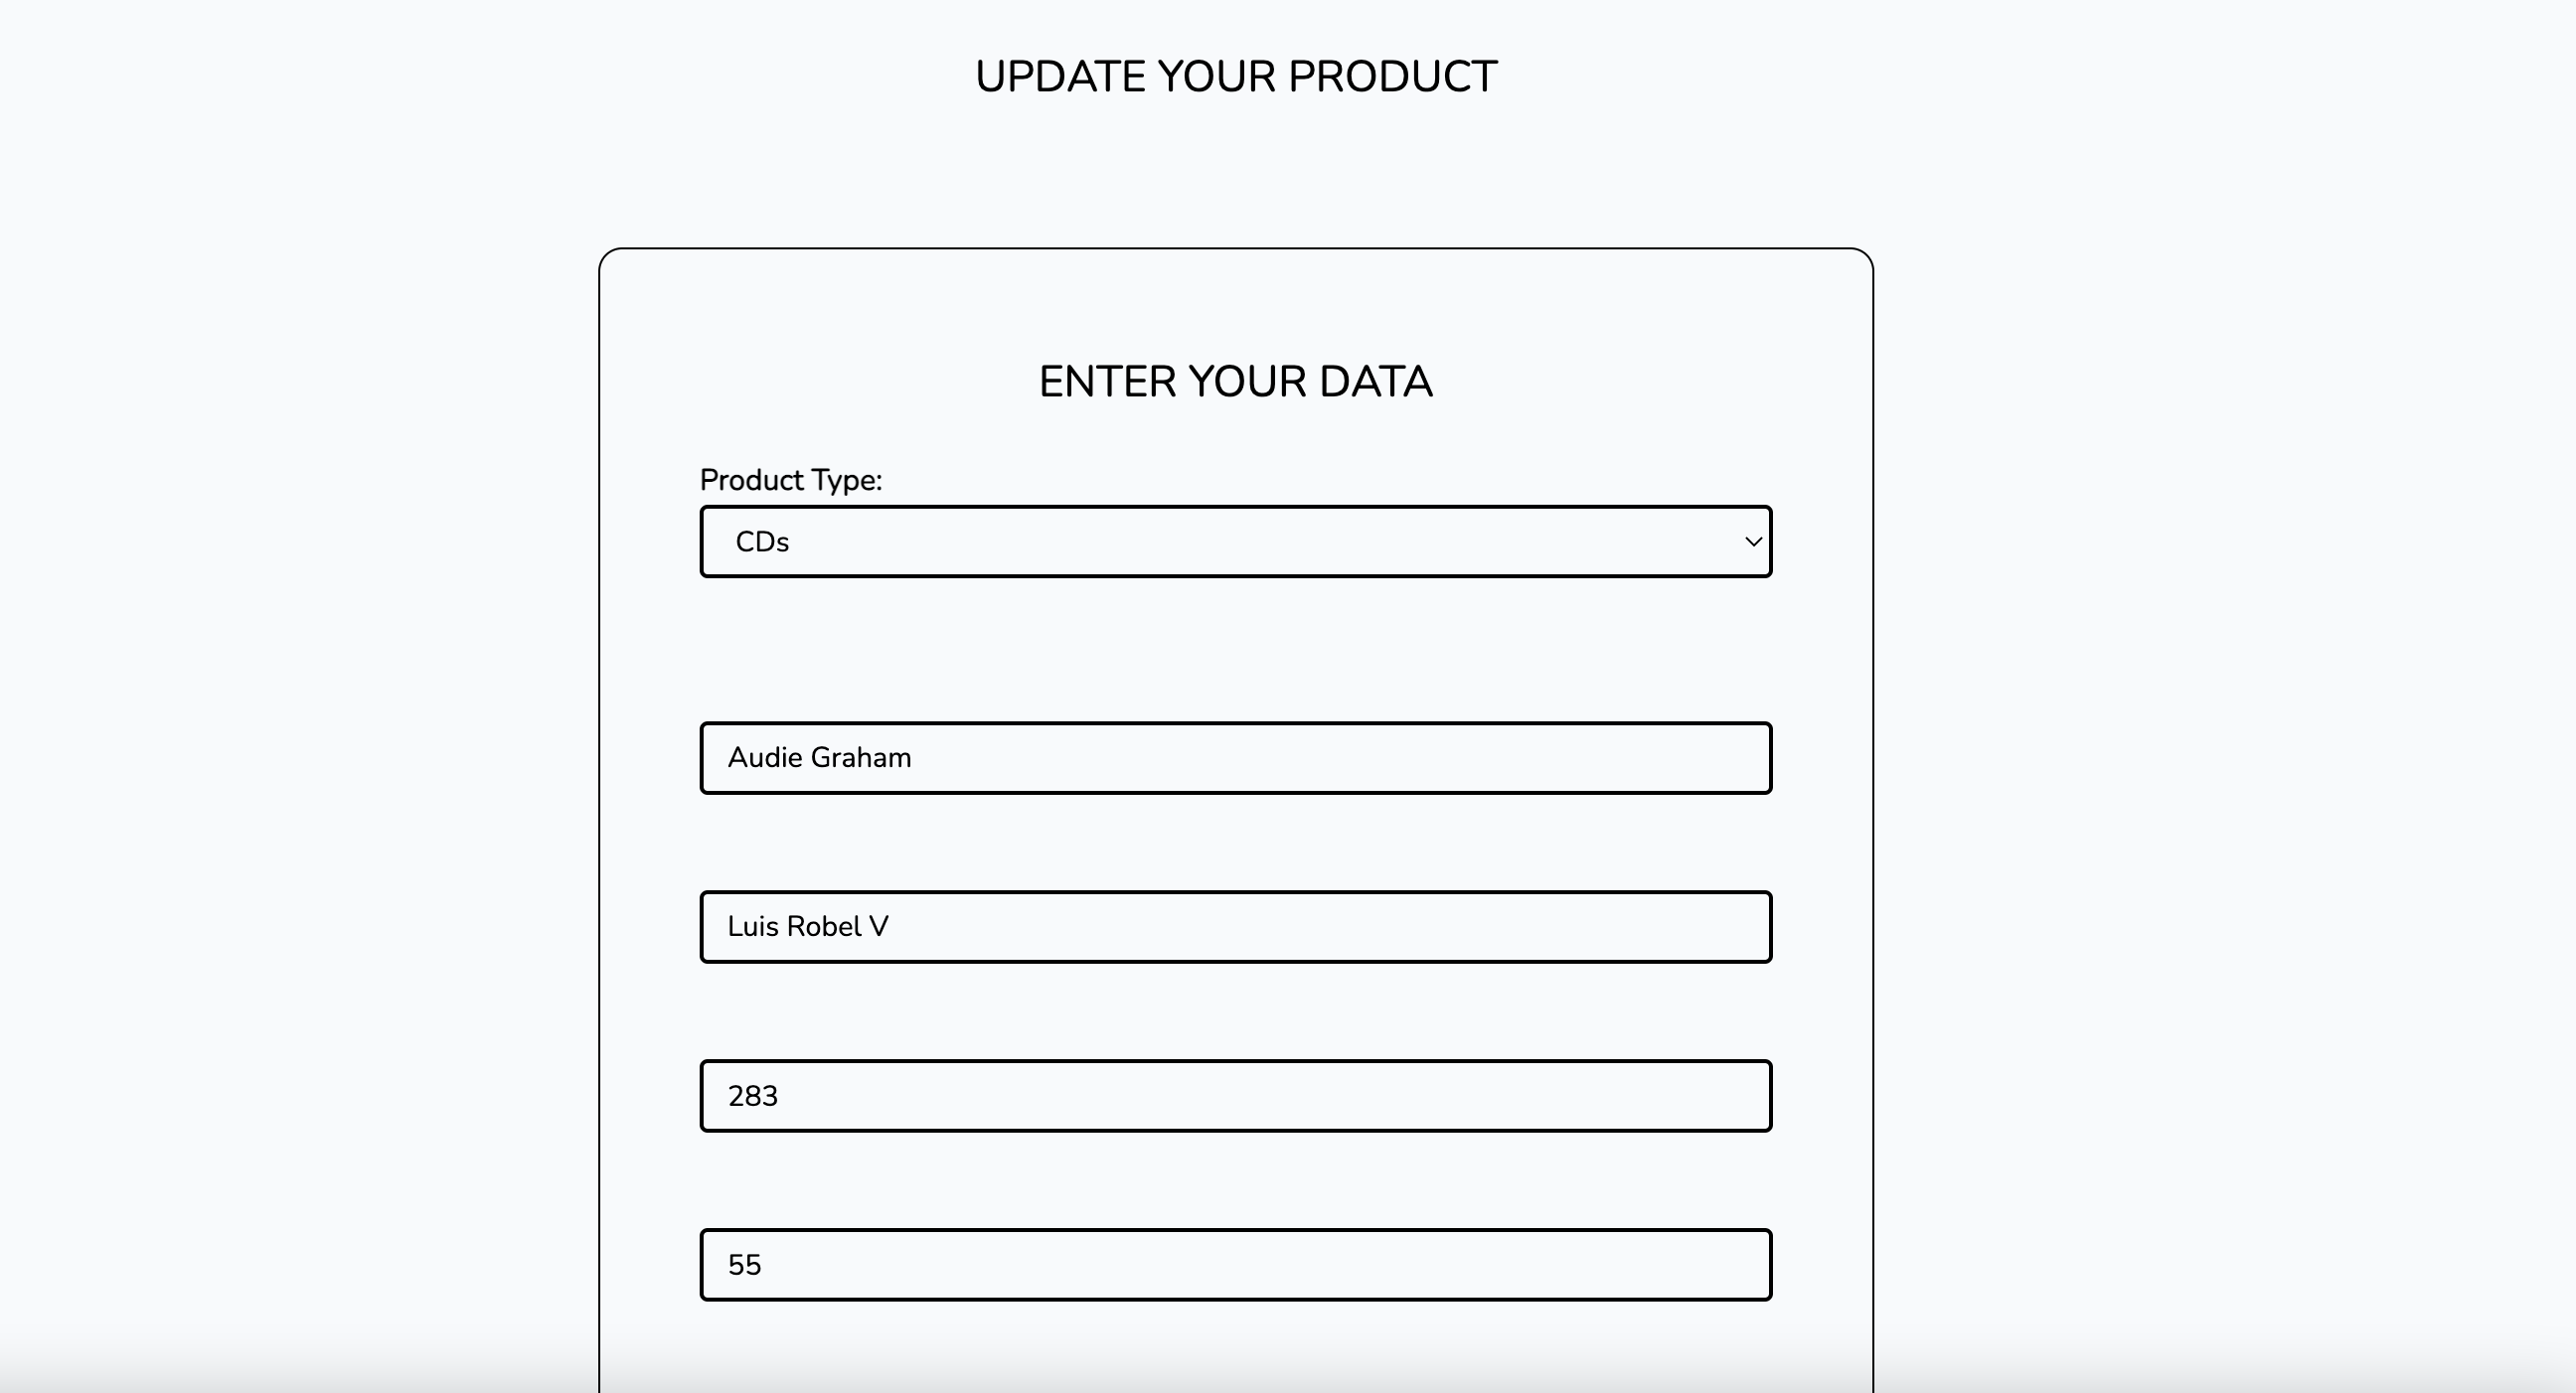 UPDATE YOUR PRODUCT
ENTER YOUR DATA
Product Type:
CDs
Audie Graham
Luis Robel V
283
55